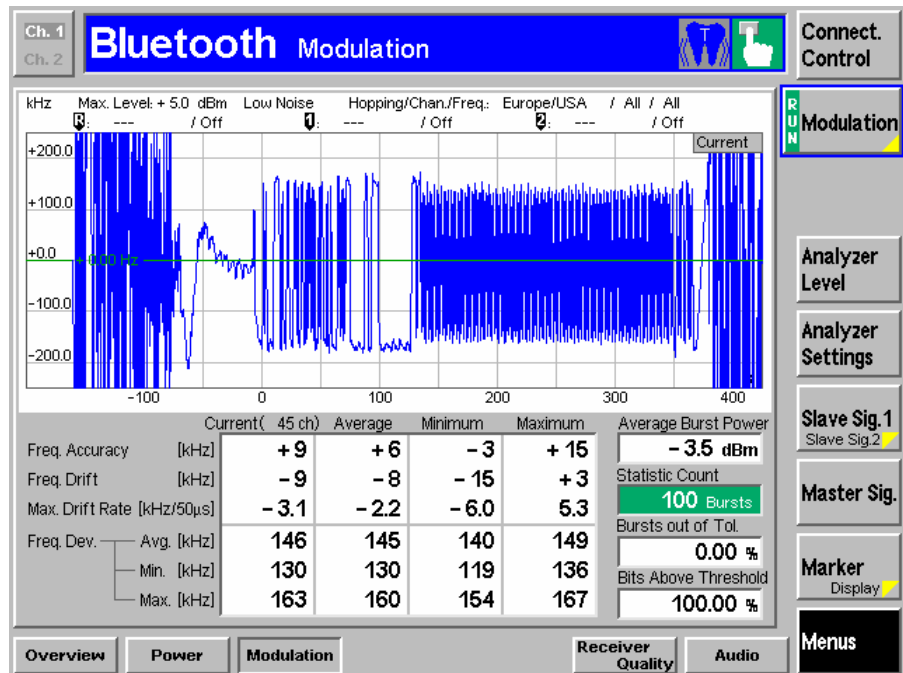 Ch. 1
Ch. 2
Bluetooth Modulation
T
Connect. Control
kHz Max. Level: + 5.0 dBm Low Noise Hopping/Chan./Freq.: Europe/USA / All / All
R: --- / Off 1: --- / Off 2: --- / Off
RUN
Modulation
Current
+200.0
+100.0
+0.0
+ 0.00 Hz
-100.0
-200.0
-100 0 100 200 300 400
Analyzer Level
Analyzer Settings
Slave Sig.1
Slave Sig.2
Master Sig.
Marker
Display
Menus
Current( 45 ch) Average Minimum Maximum
Freq. Accuracy [kHz] + 9 + 6 - 3 + 15
Freq. Drift [kHz] - 9 - 8 - 15 + 3
Max. Drift Rate [kHz/50µs] - 3.1 - 2.2 - 6.0 5.3
Freq. Dev. Avg. [kHz] 146 145 140 149
Min. [kHz] 130 130 119 136
Max. [kHz] 163 160 154 167
Average Burst Power
- 3.5 dBm
Statistic Count
100 Bursts
Bursts out of Tol.
0.00 %
Bits Above Threshold
100.00 %
Overview Power Modulation Receiver Quality Audio